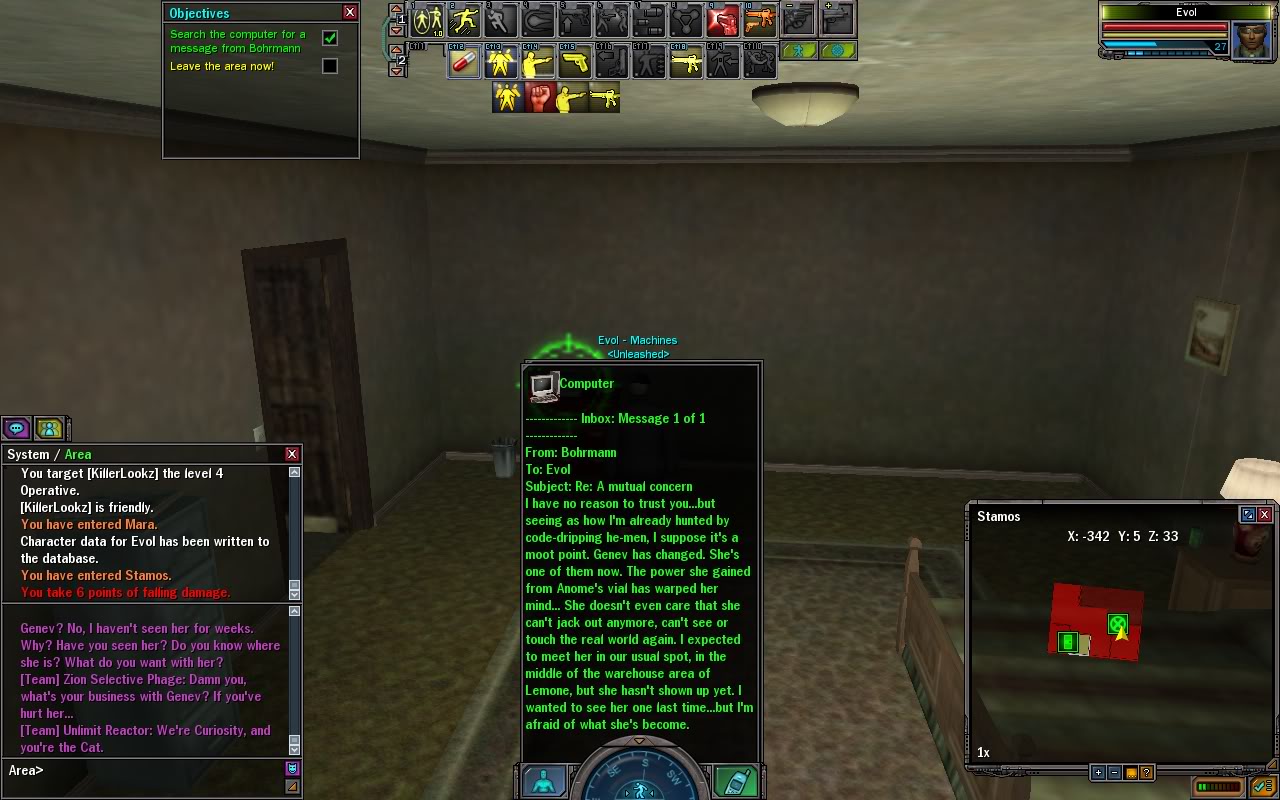 Objectives
Search the computer for a
message from Bohrmann
Leave the area now!
1
2
1.0
Evol
27
Evol - Machines
<Unleashed>
Computer
------------- Inbox: Message 1 of 1
-------------
From: Bohrmann
To: Evol
Subject: Re: A mutual concern
I have no reason to trust you...but
seeing as how I'm already hunted by
code-dripping he-men, I suppose it's a
moot point. Genev has changed. She's
one of them now. The power she gained
from Anome's vial has warped her
mind... She doesn't even care that she
can't jack out anymore, can't see or
touch the real world again. I expected
to meet her in our usual spot, in the
middle of the warehouse area of
Lemone, but she hasn't shown up yet. I
wanted to see her one last time...but I'm
afraid of what she's become.
System / Area
You target [KillerLookz] the level 4
Operative.
[KillerLookz] is friendly.
You have entered Mara.
Character data for Evol has been written to
the database.
You have entered Stamos.
You take 6 points of falling damage.
Genev? No, I haven't seen her for weeks.
Why? Have you seen her? Do you know where
she is? What do you want with her?
[Team] Zion Selective Phage: Damn you,
what's your business with Genev? If you've
hurt her...
[Team] Unlimit Reactor: We're Curiosity, and
you're the Cat.
Area>
Stamos
X: -342 Y: 5 Z: 33
1x
SE
S
SW